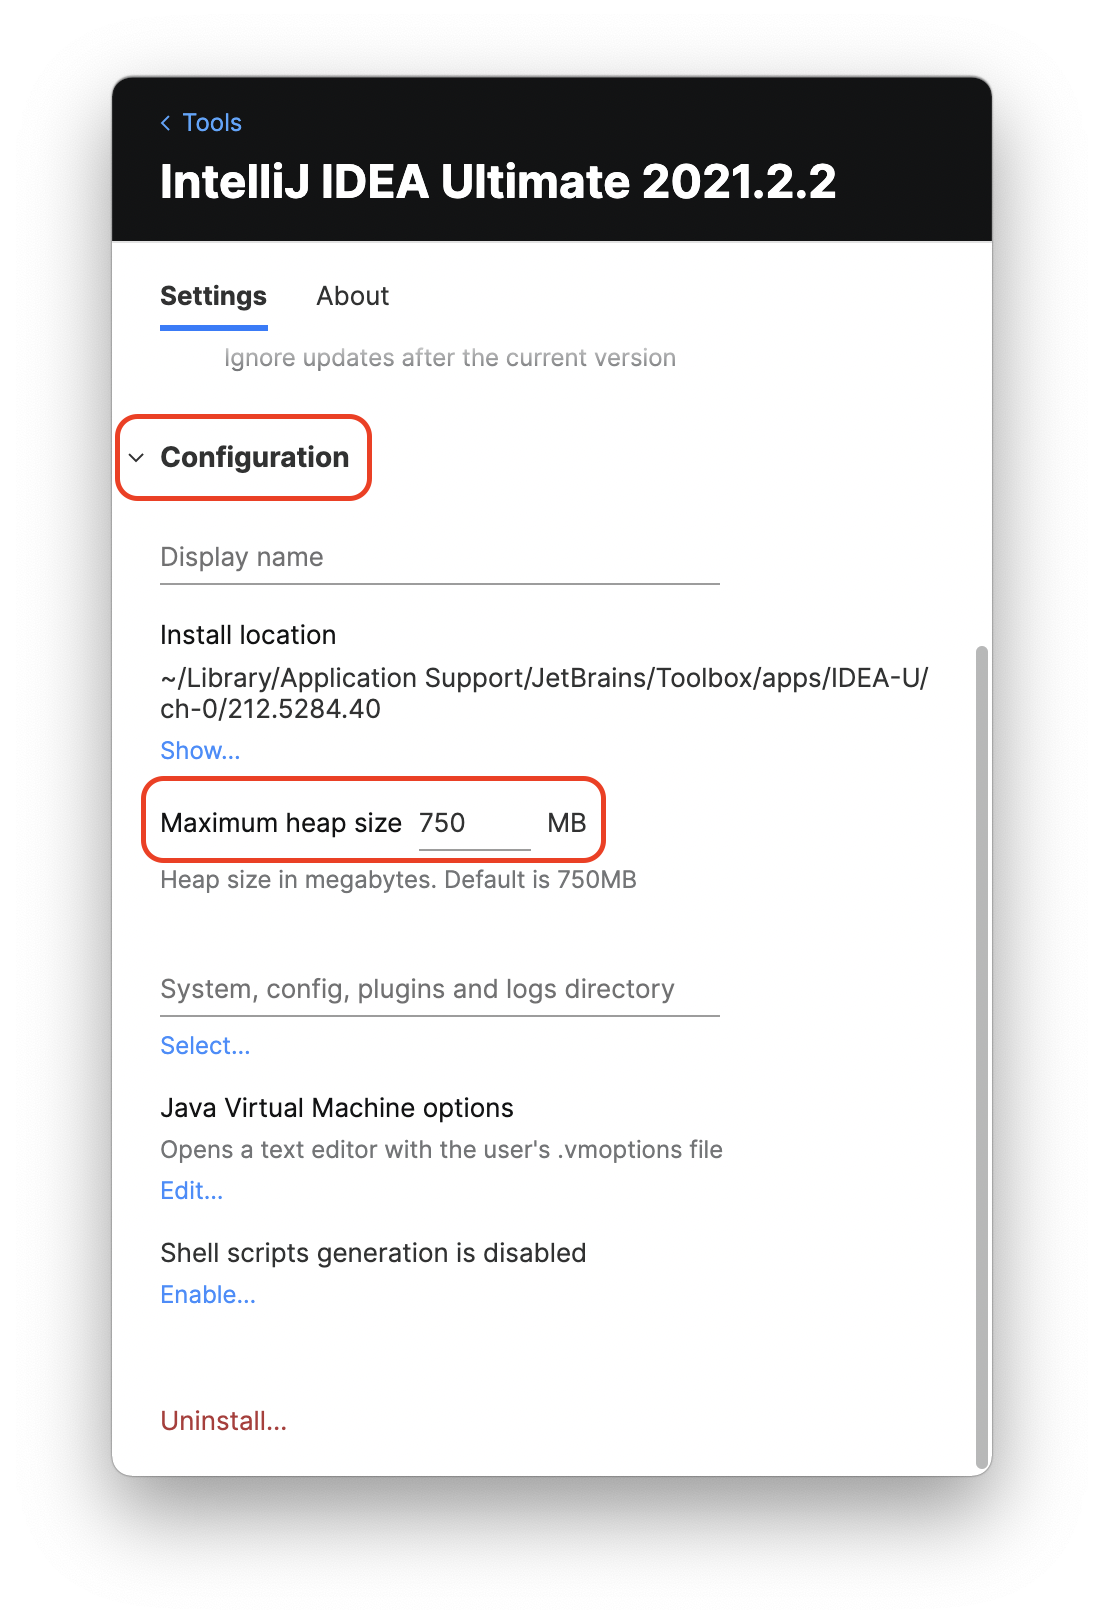 Tools
IntelliJ IDEA Ultimate 2021.2.2
Settings About
Ignore updates after the current version
Configuration
Display name
Install location
~/Library/Application Support/JetBrains/Toolbox/apps/IDEA-U/
ch-0/212.5284.40
Show...
Maximum heap size 750 MB
Heap size in megabytes. Default is 750MB
System, config, plugins and logs directory
Select...
Java Virtual Machine options
Opens a text editor with the user's .vmoptions file
Edit...
Shell scripts generation is disabled
Enable...
Uninstall...